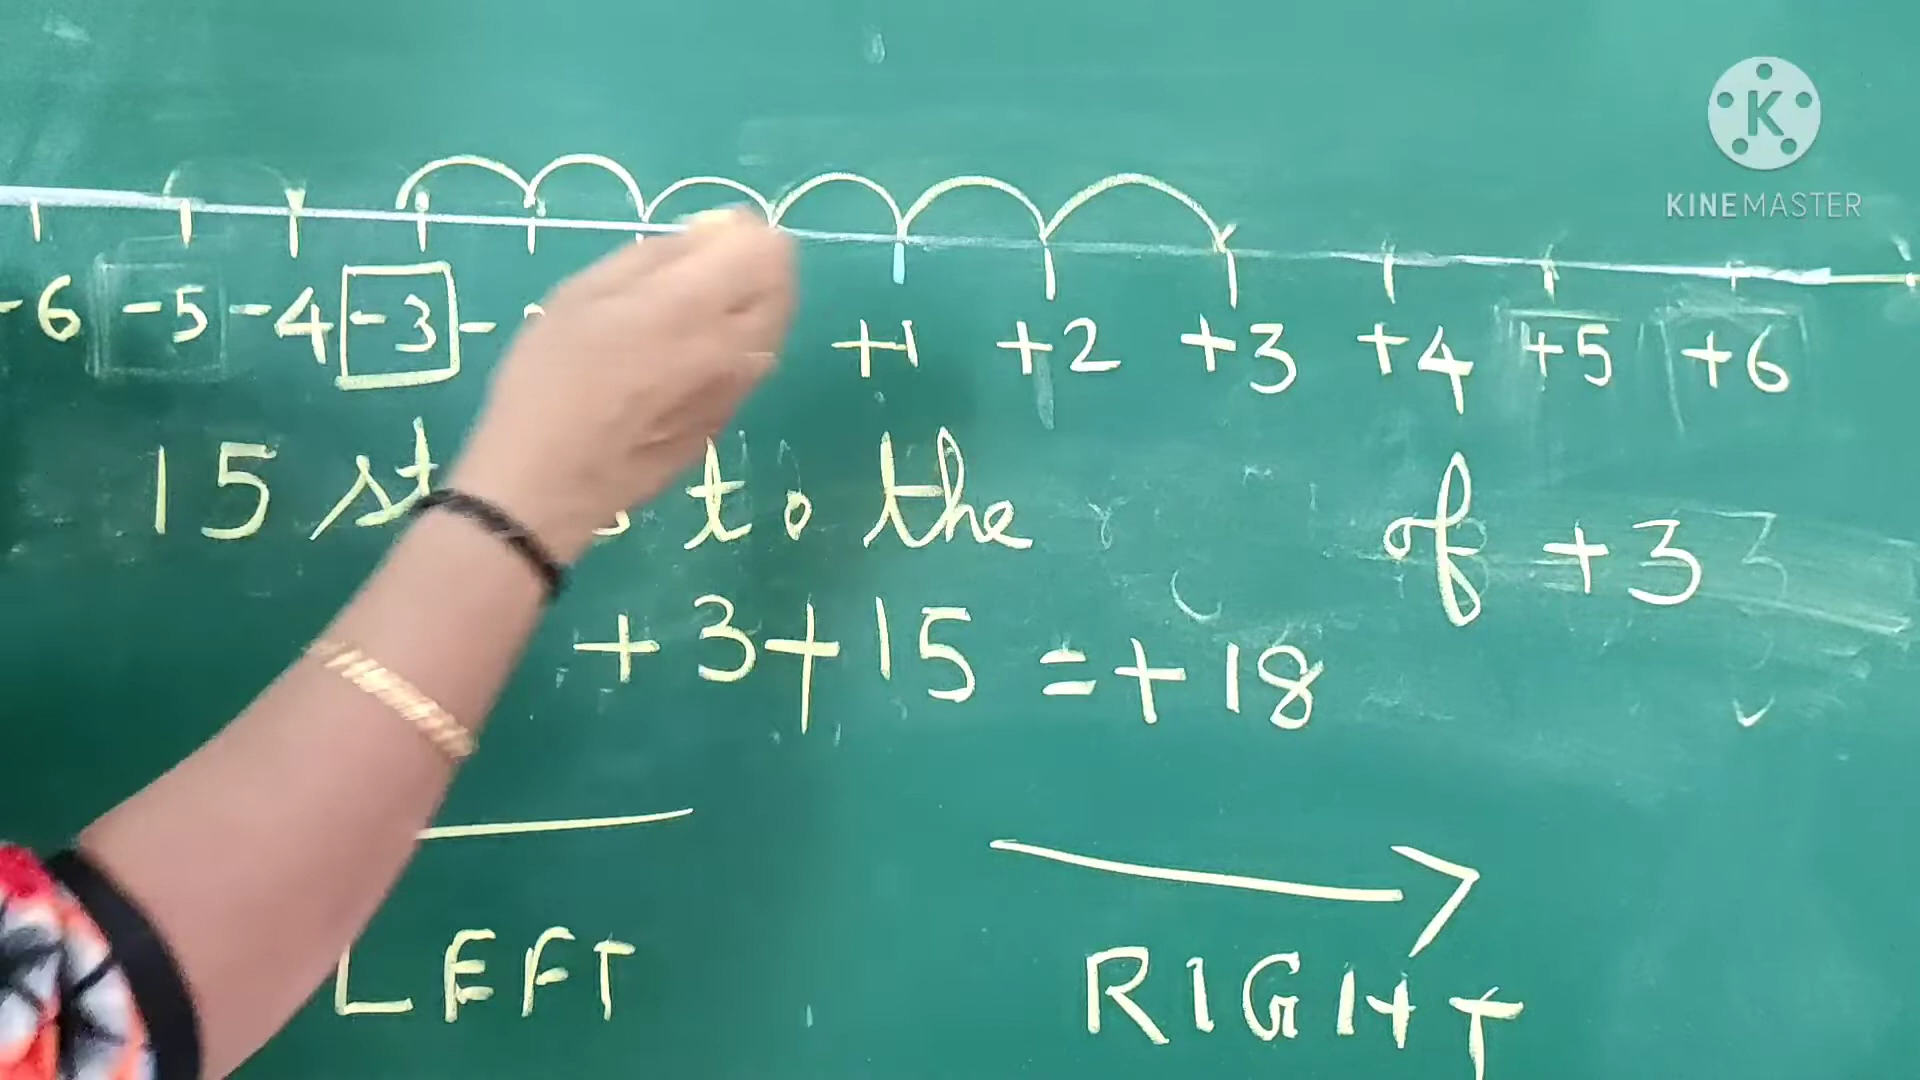 K
KINEMASTER
-6 -5 -4 -3 - +1 +2 +3 +4 +5 +6
15 to the of +3
+3+15 =+18
LEFT RIGHT